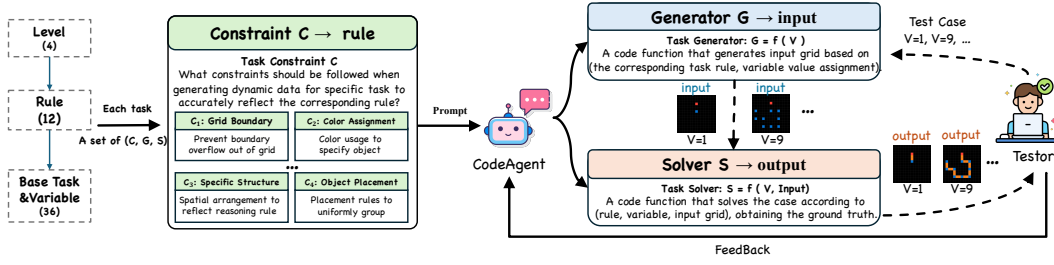 Level
(4)
Rule
(12)
Base Task
&Variable
(36)
Each task
A set of (C, G, S)
Constraint C → rule
Task Constraint C
What constraints should be followed when
generating dynamic data for specific task to
accurately reflect the corresponding rule?
C₁: Grid Boundary
Prevent boundary
overflow out of grid
C₂: Color Assignment
Color usage to
specify object
...
C₃: Specific Structure
Spatial arrangement to
reflect reasoning rule
C₄: Object Placement
Placement rules to
uniformly group
Prompt
CodeAgent
Generator G → input
Task Generator: G = f ( V )
A code function that generates input grid based on
(the corresponding task rule, variable value assignment).
input
V=1
input
V=9
...
Solver S → output
Task Solver: S = f ( V, Input)
A code function that solves the case according to
(rule, variable, input grid), obtaining the ground truth.
Test Case
V=1, V=9, ...
output
V=1
output
V=9
...
Testor
FeedBack